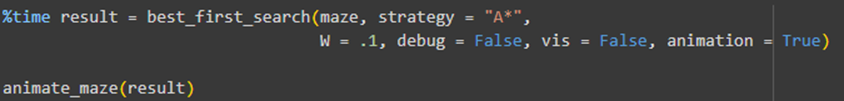 %time result = best_first_search(maze, strategy = "A*",
W = .1, debug = False, vis = False, animation = True)
animate_maze(result)